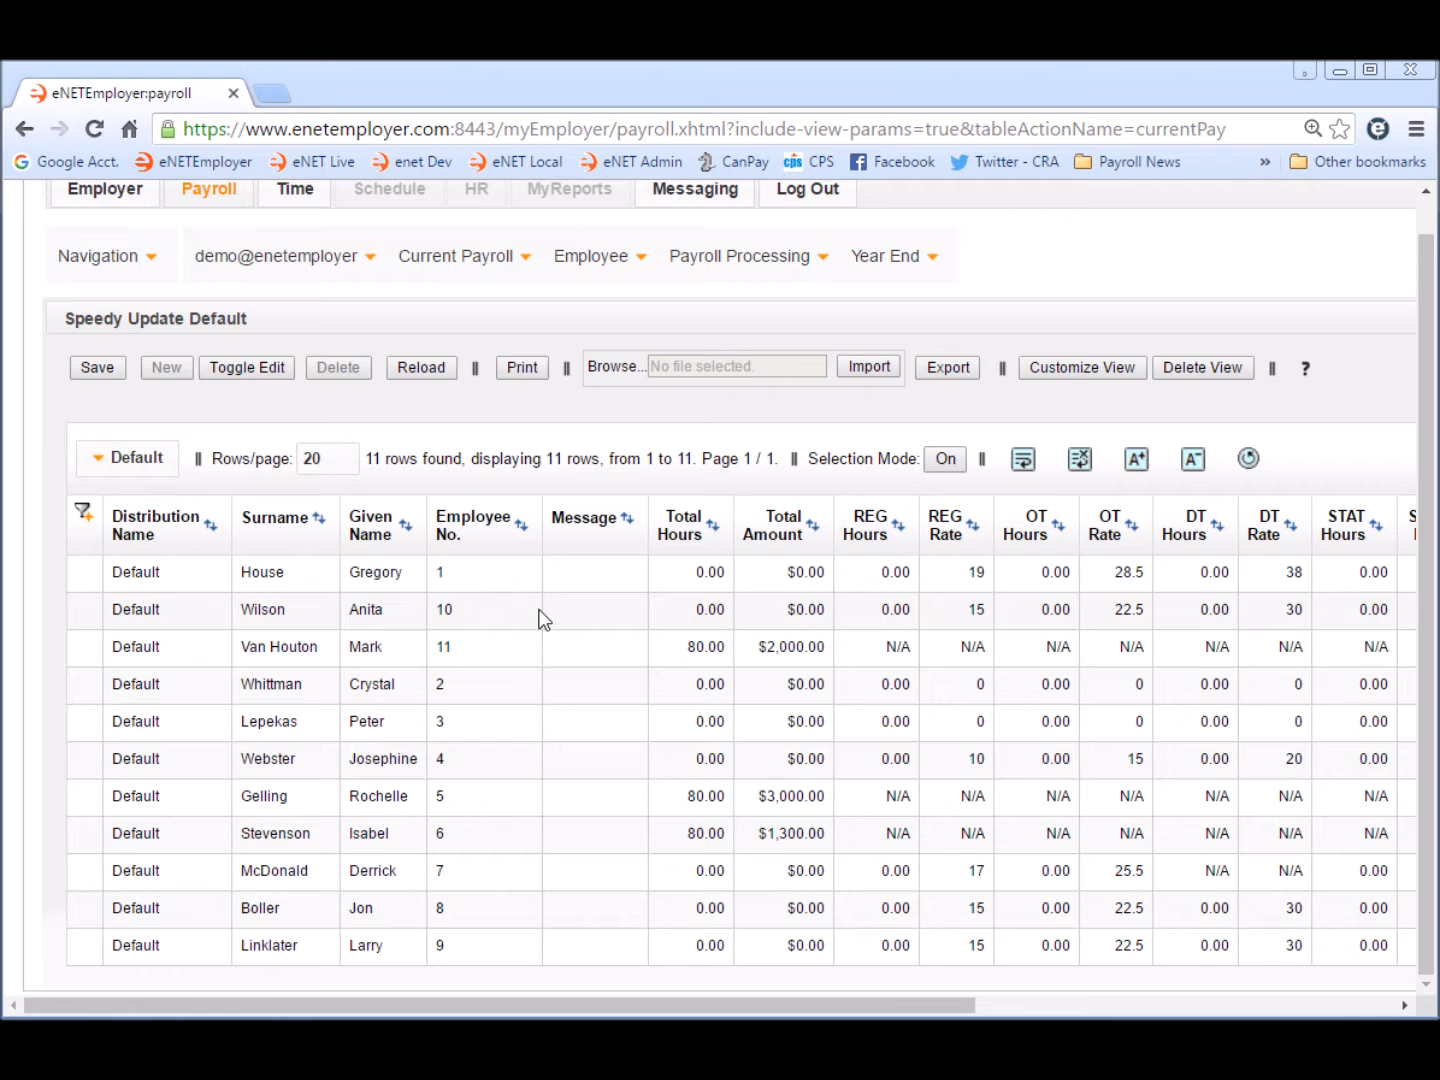 eNETEmployer:payroll
https://www.enetemployer.com:8443/myEmployer/payroll.xhtml?include-view-params=true&tableActionName=currentPay
Google Acct. eNETEmployer eNET Live enet Dev eNET Local eNET Admin CanPay cps CPS Facebook Twitter - CRA Payroll News » Other bookmarks
Employer Payroll Time Schedule HR MyReports Messaging Log Out
Navigation demo@enetemployer Current Payroll Employee Payroll Processing Year End
Speedy Update Default
Save New Toggle Edit Delete Reload Print Browse... No file selected. Import Export Customize View Delete View ?
Default Rows/page: 20 11 rows found, displaying 11 rows, from 1 to 11. Page 1 / 1. Selection Mode: On A+ A-
Distribution Name Surname Given Name Employee No. Message Total Hours Total Amount REG Hours REG Rate OT Hours OT Rate DT Hours DT Rate STAT Hours
Default House Gregory 1 0.00 $0.00 0.00 19 0.00 28.5 0.00 38 0.00
Default Wilson Anita 10 0.00 $0.00 0.00 15 0.00 22.5 0.00 30 0.00
Default Van Houton Mark 11 80.00 $2,000.00 N/A N/A N/A N/A N/A N/A N/A
Default Whittman Crystal 2 0.00 $0.00 0.00 0 0.00 0 0.00 0 0.00
Default Lepekas Peter 3 0.00 $0.00 0.00 0 0.00 0 0.00 0 0.00
Default Webster Josephine 4 0.00 $0.00 0.00 10 0.00 15 0.00 20 0.00
Default Gelling Rochelle 5 80.00 $3,000.00 N/A N/A N/A N/A N/A N/A N/A
Default Stevenson Isabel 6 80.00 $1,300.00 N/A N/A N/A N/A N/A N/A N/A
Default McDonald Derrick 7 0.00 $0.00 0.00 17 0.00 25.5 N/A N/A 0.00
Default Boller Jon 8 0.00 $0.00 0.00 15 0.00 22.5 0.00 30 0.00
Default Linklater Larry 9 0.00 $0.00 0.00 15 0.00 22.5 0.00 30 0.00